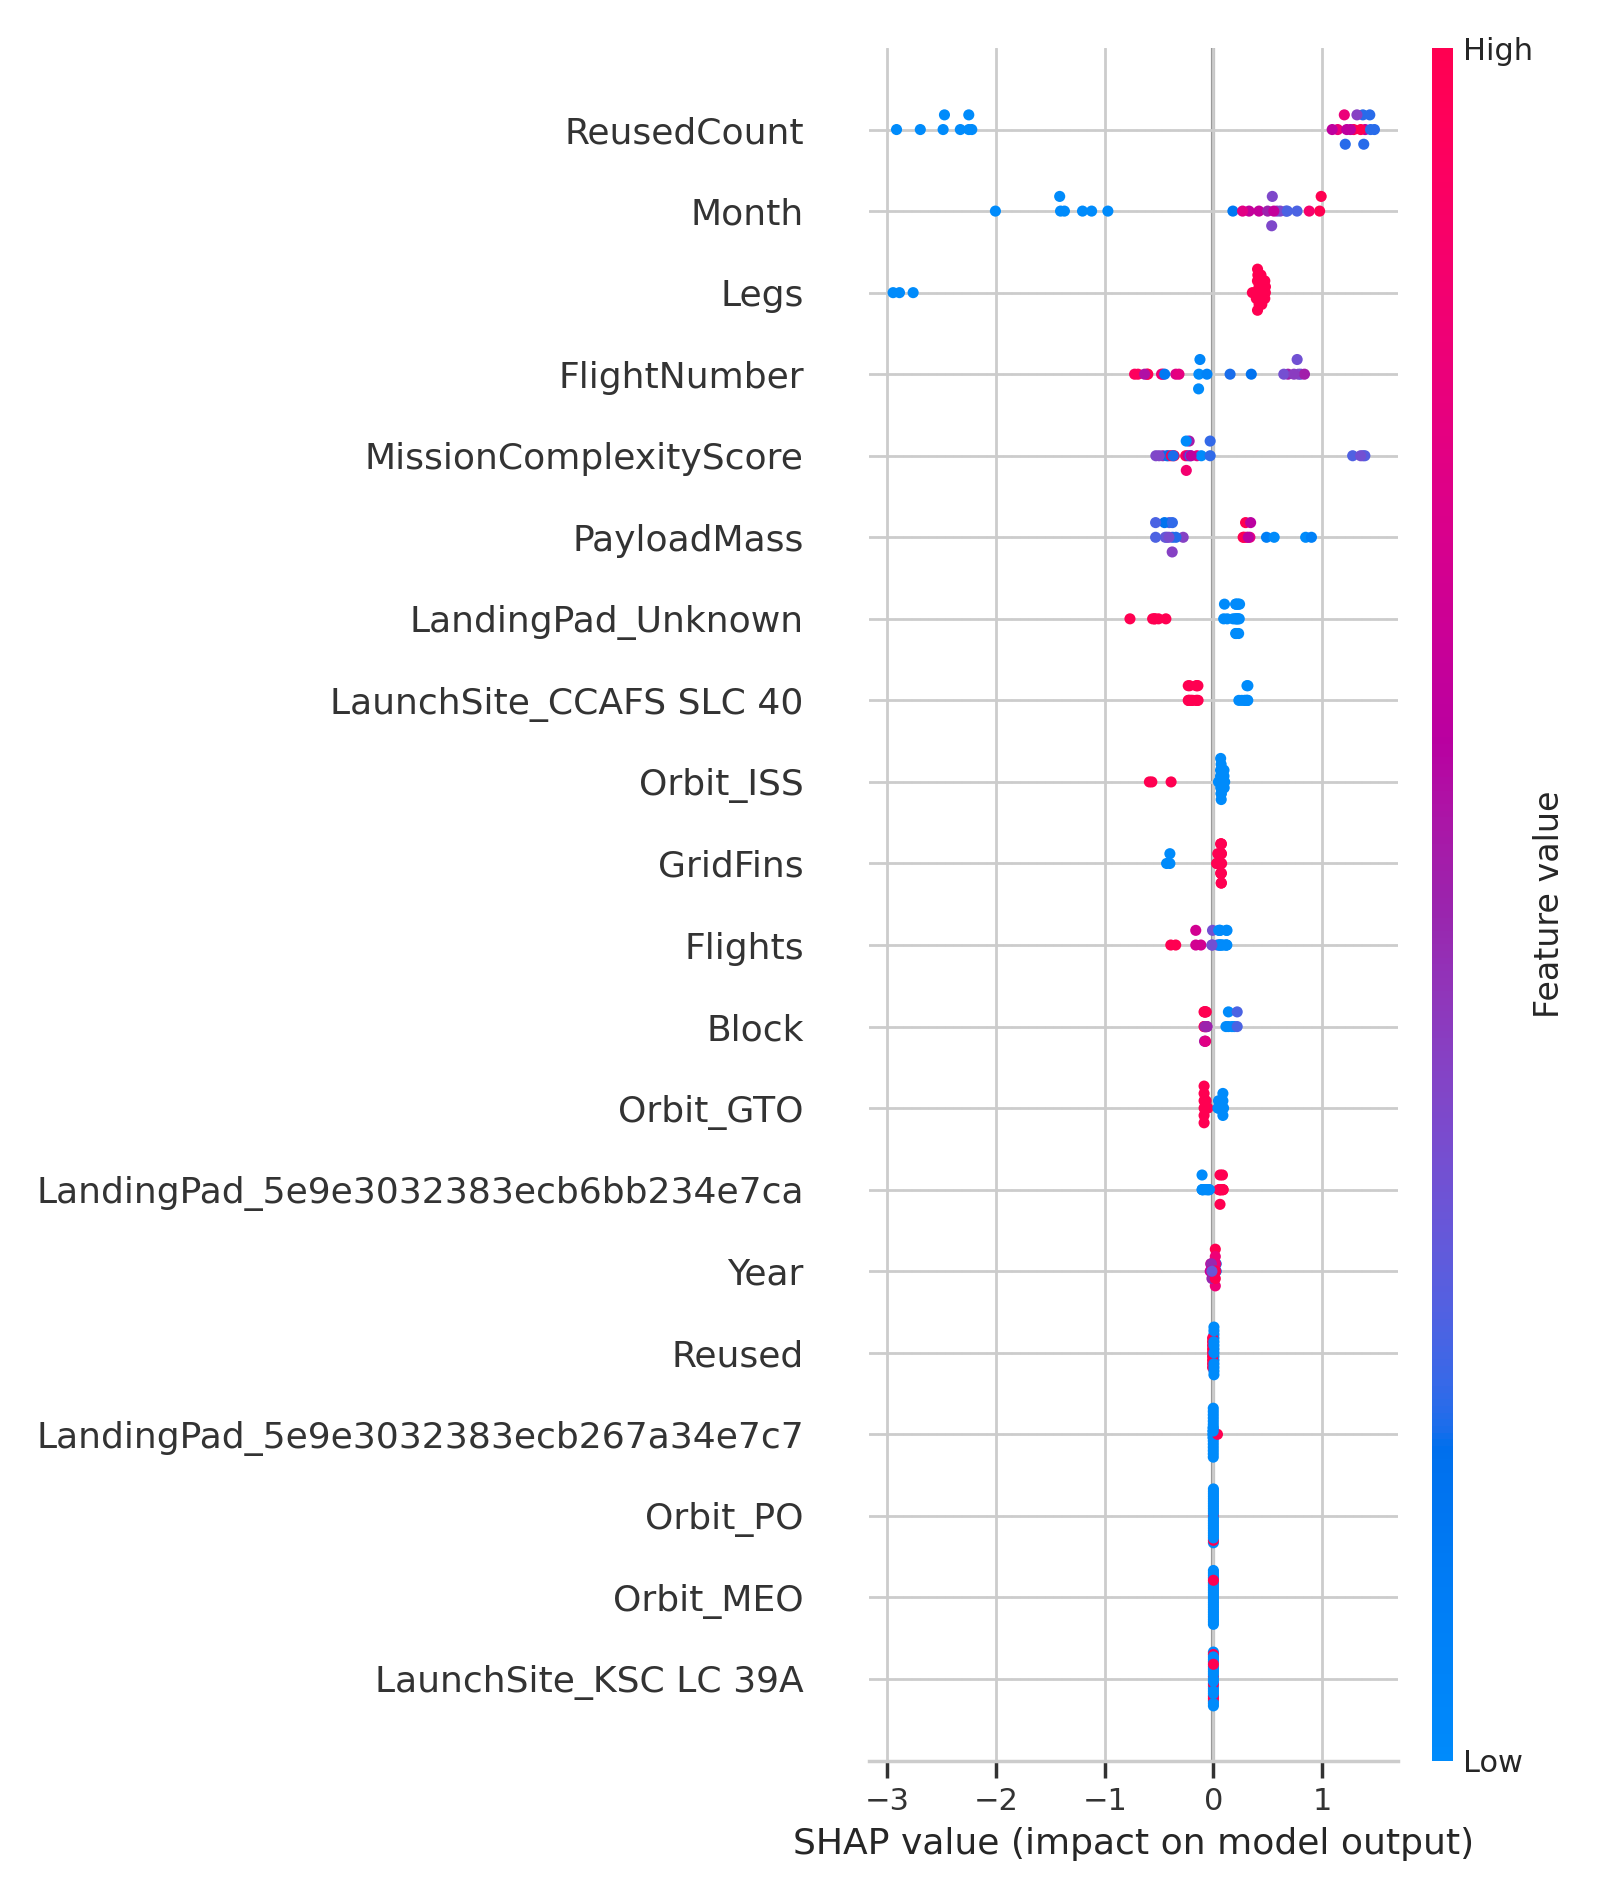 High
ReusedCount
Month
Legs
FlightNumber
MissionComplexityScore
PayloadMass
LandingPad_Unknown
LaunchSite_CCAFS SLC 40
Orbit_ISS
GridFins
Flights
Block
Orbit_GTO
LandingPad_5e9e3032383ecb6bb234e7ca
Year
Reused
LandingPad_5e9e3032383ecb267a34e7c7
Orbit_PO
Orbit_MEO
LaunchSite_KSC LC 39A
Feature value
Low
−3 −2 −1 0 1
SHAP value (impact on model output)